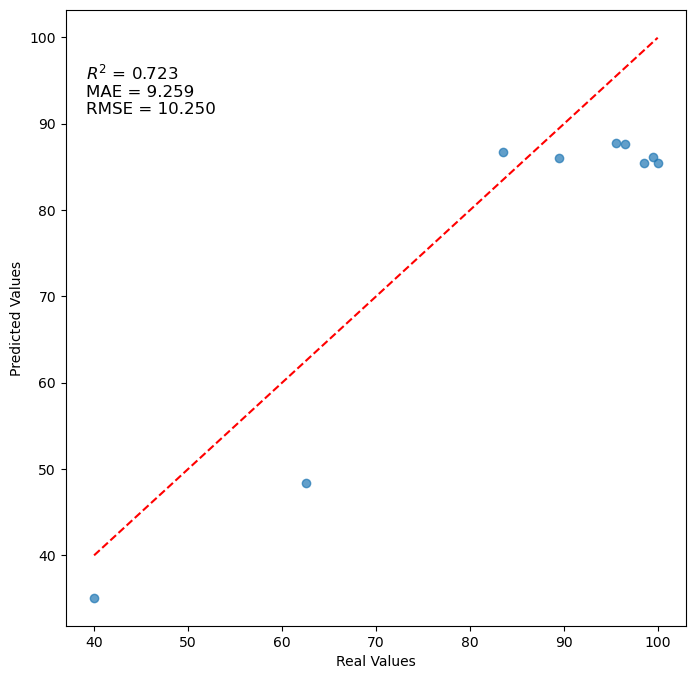 100
90
80
70
60
50
40
R² = 0.723
MAE = 9.259
RMSE = 10.250
Predicted Values
40 50 60 70 80 90 100
Real Values